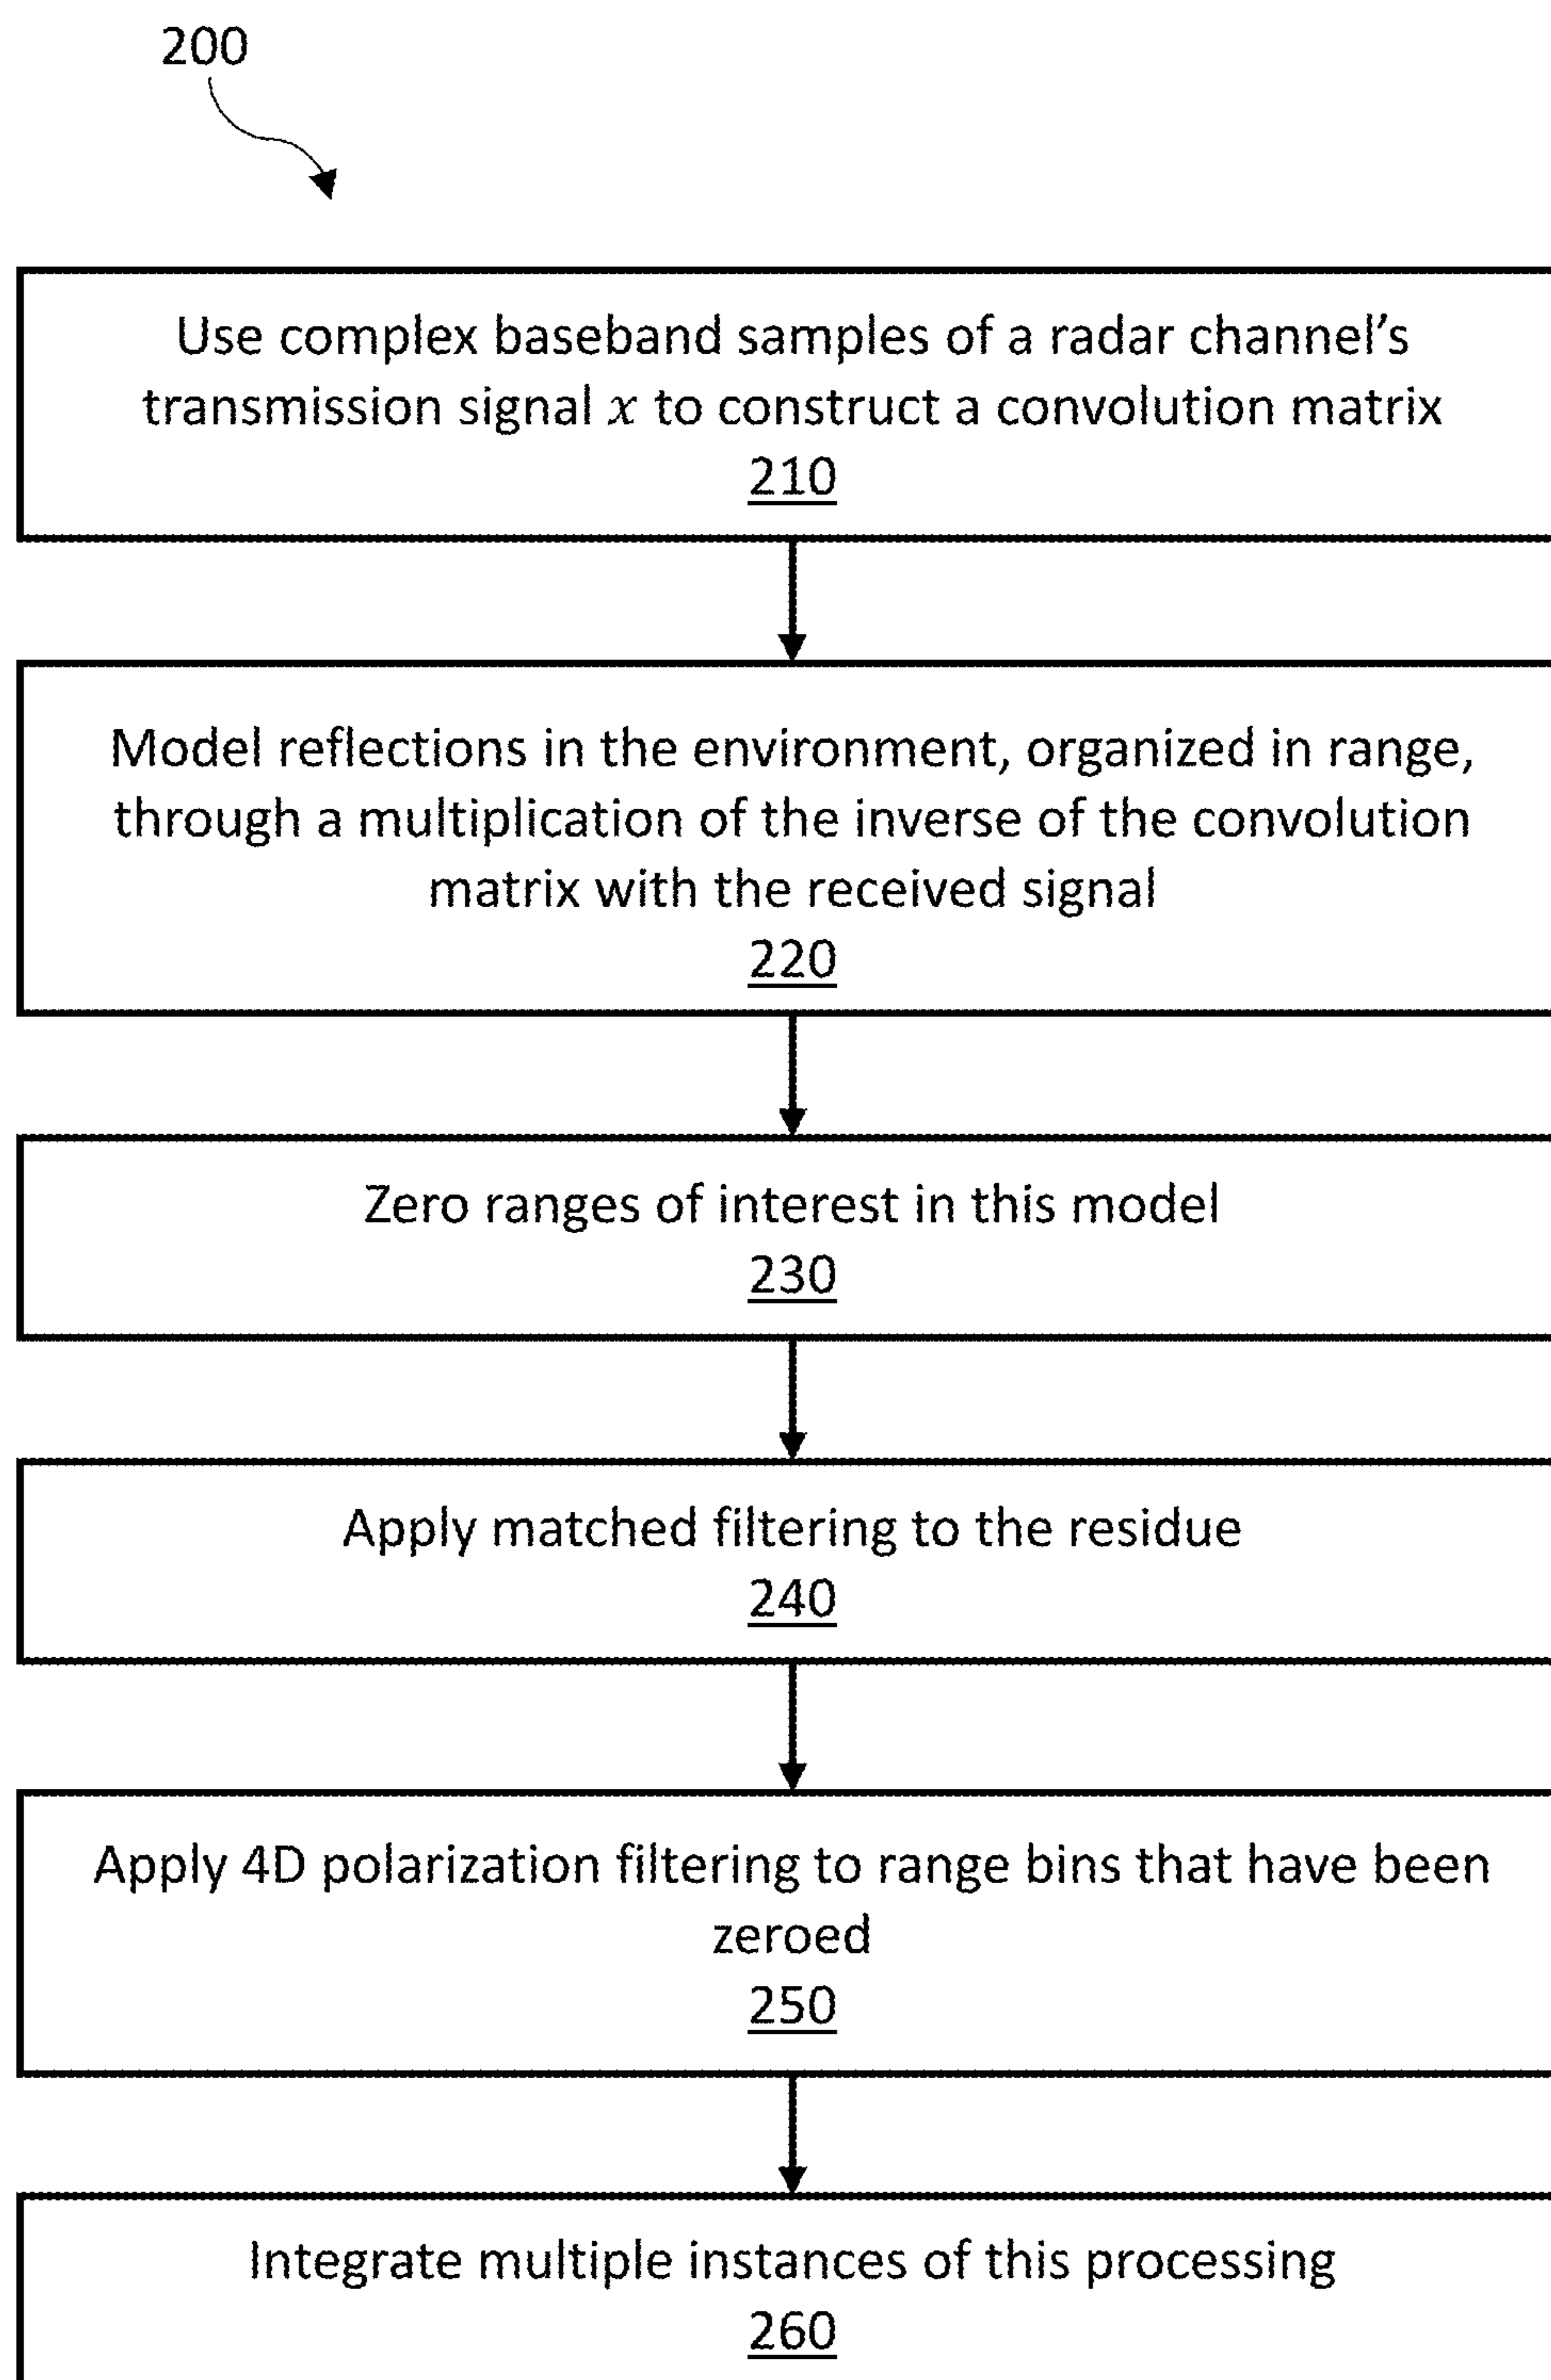 200
Use complex baseband samples of a radar channel’s
transmission signal x to construct a convolution matrix
210
Model reflections in the environment, organized in range,
through a multiplication of the inverse of the convolution
matrix with the received signal
220
Zero ranges of interest in this model
230
Apply matched filtering to the residue
240
Apply 4D polarization filtering to range bins that have been
zeroed
250
Integrate multiple instances of this processing
260